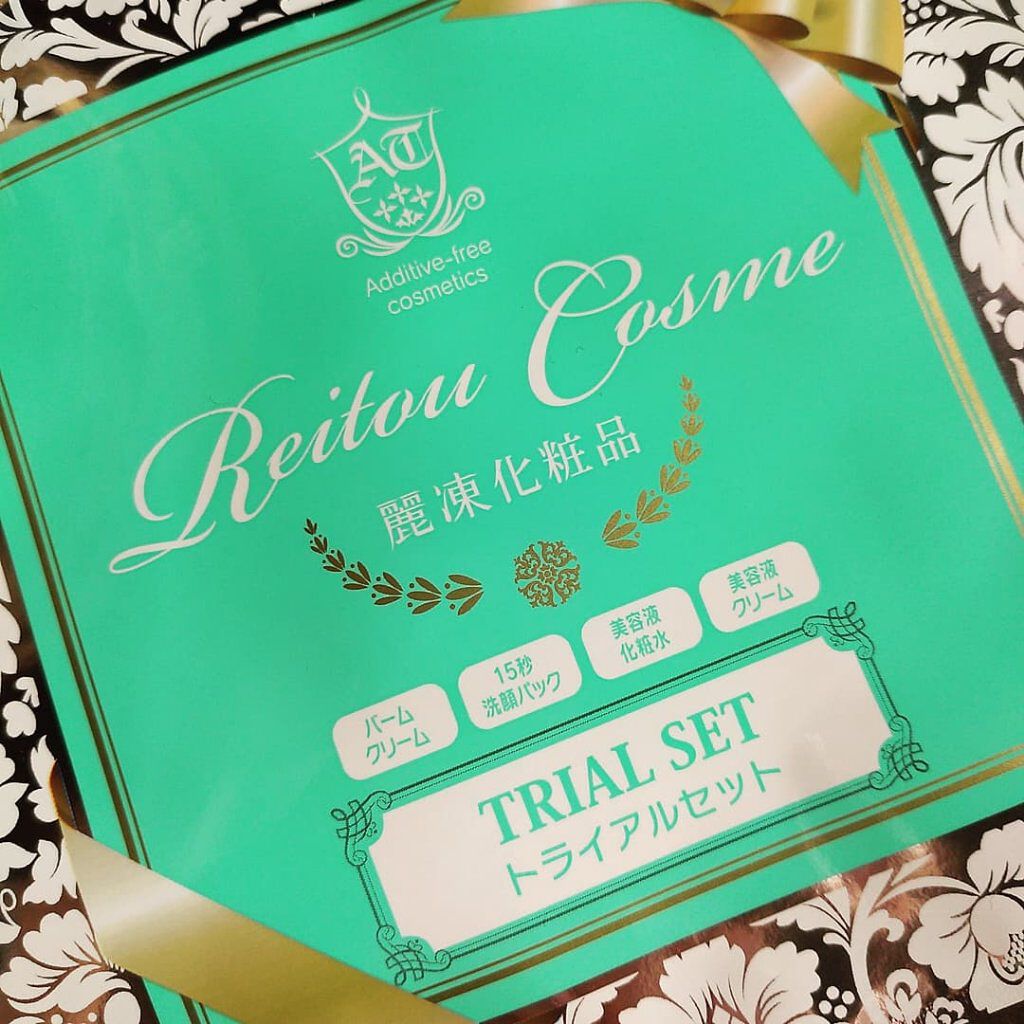 AT
Additive-free
cosmetics
Reitou Cosme
麗凍化粧品
バーム
クリーム
15秒
洗顔パック
美容液
化粧水
美容液
クリーム
TRIAL SET
トライアルセット